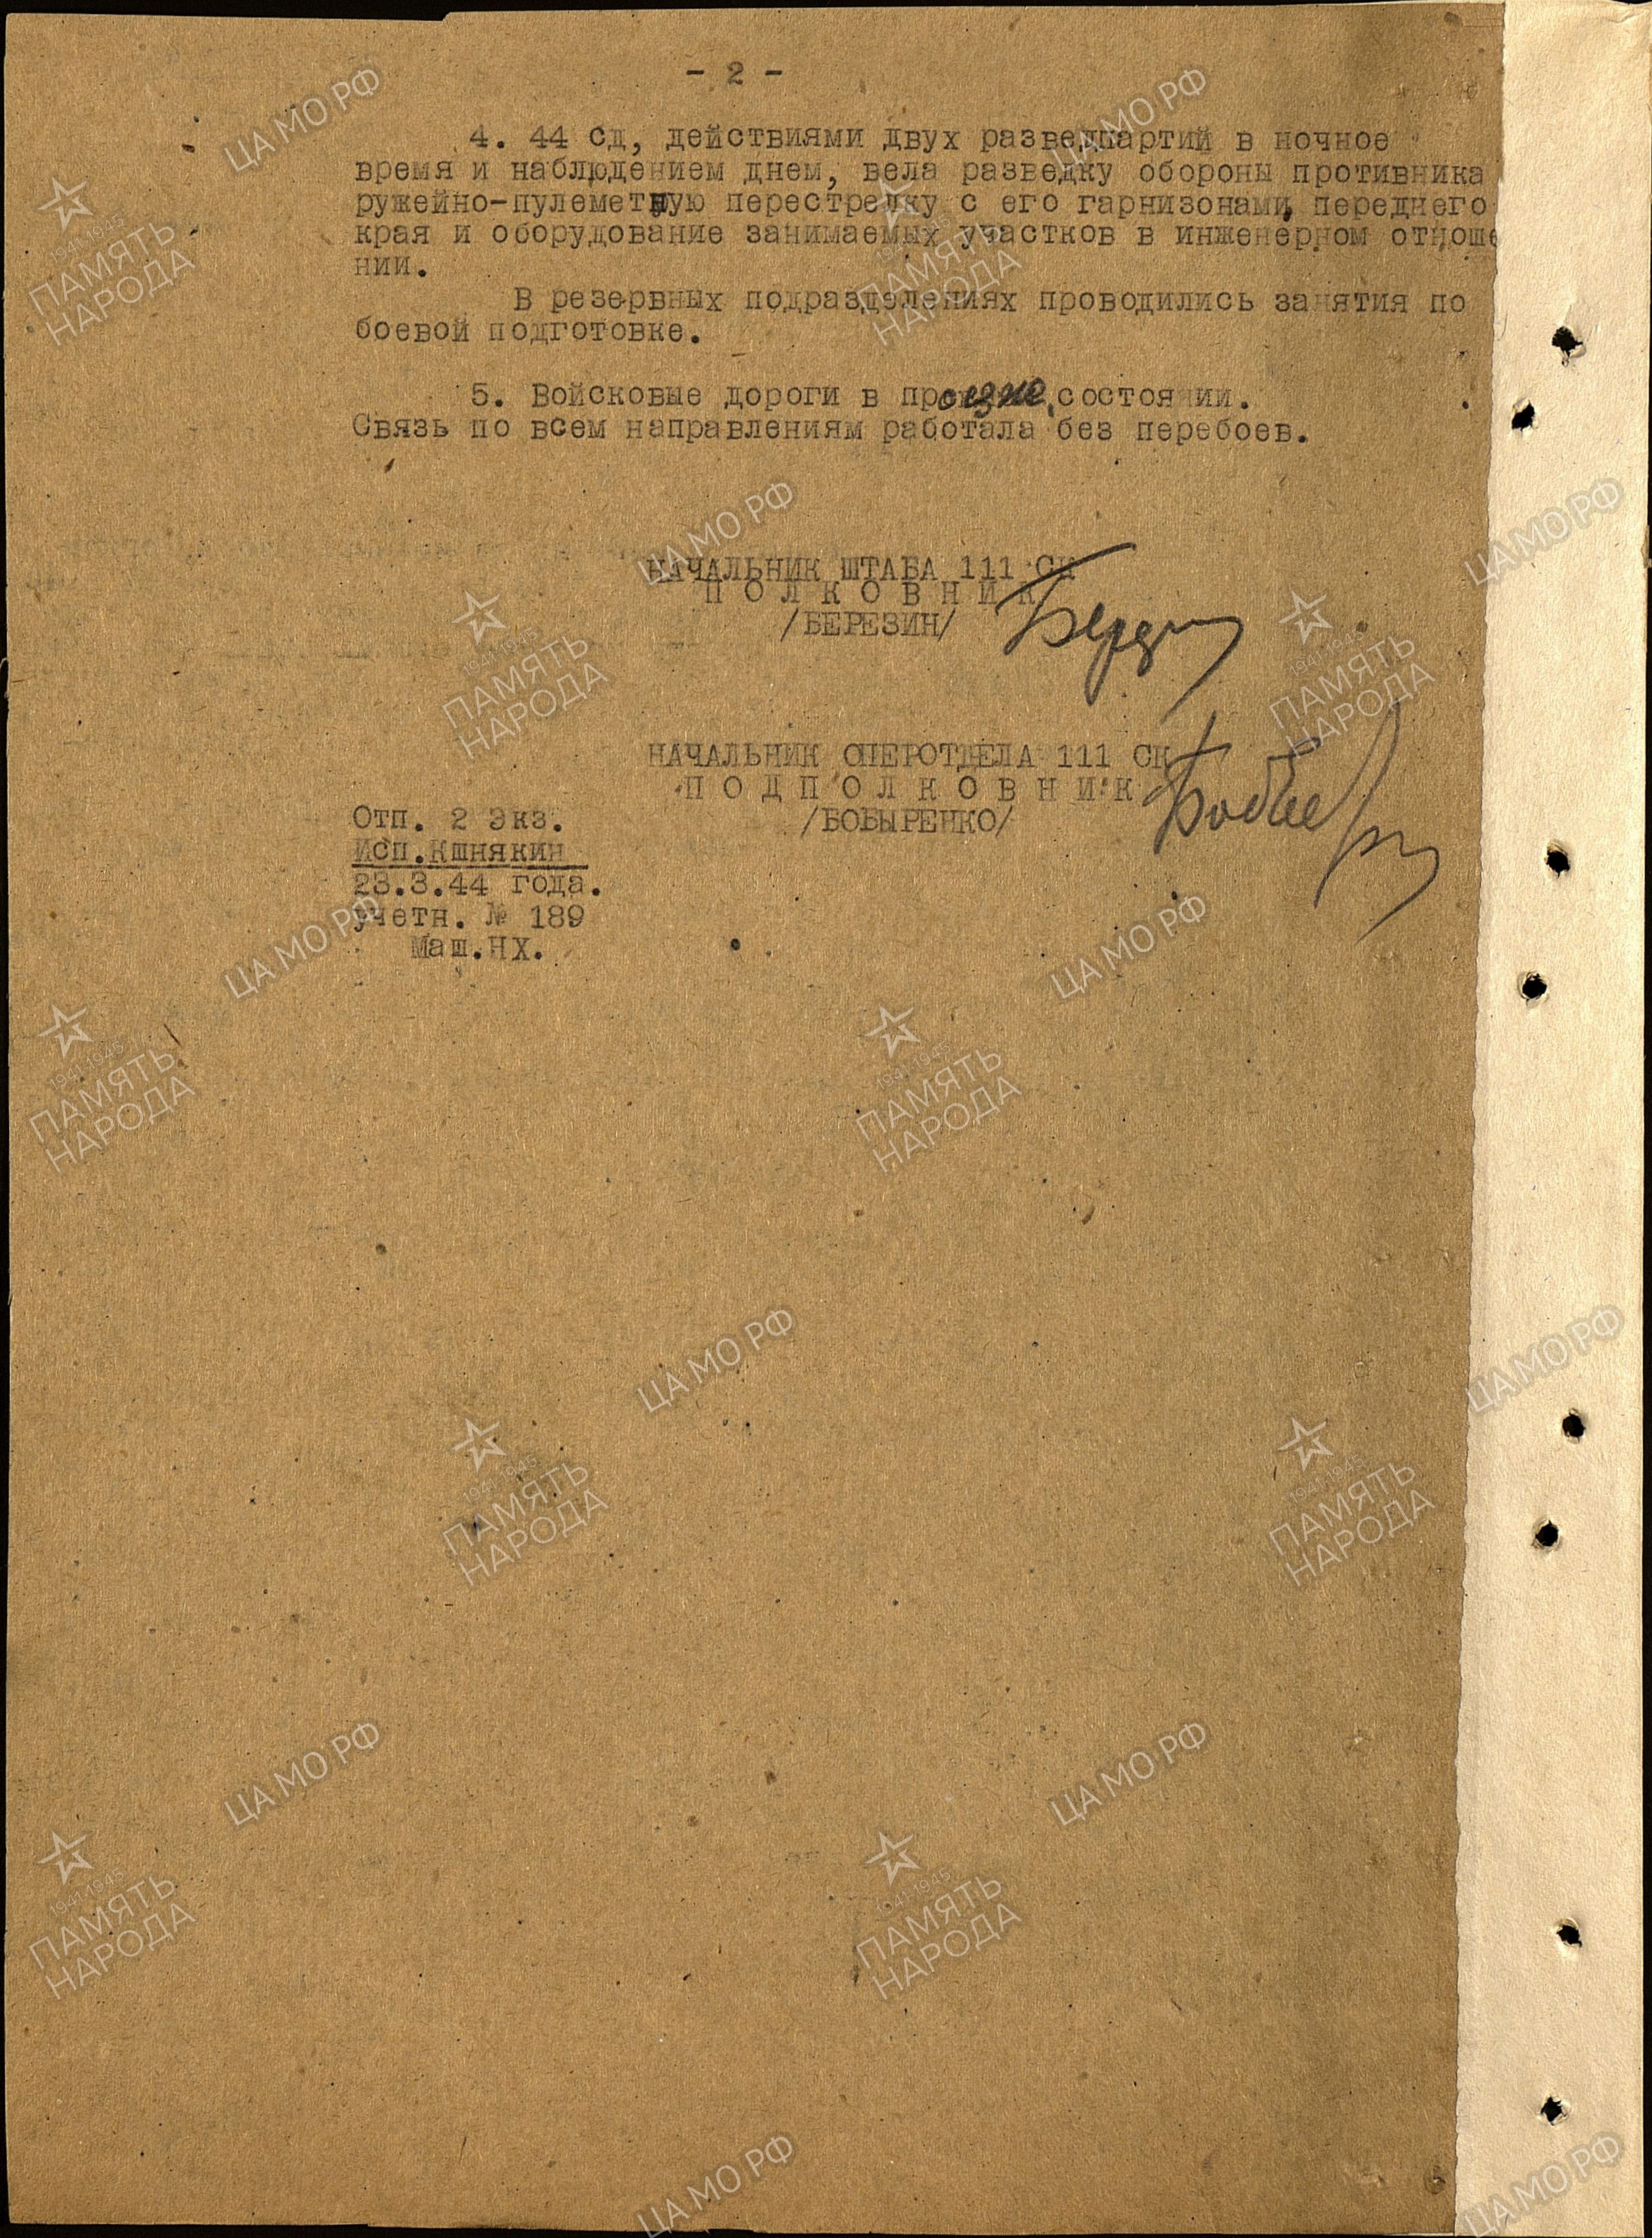 - 2 -
4. 44 сд, действиями двух разведпартий в ночное
время и наблюдением днем, вела разведку обороны противника
ружейно-пулеметную перестрелку с его гарнизонами, переднего
края и оборудование занимаемых участков в инженерном отноше
нии.
В резервных подразделениях проводились занятия по
боевой подготовке.
5. Войсковые дороги в состоянии.
Связь по всем направлениям работала без перебоев.
НАЧАЛЬНИК ШТАБА 111 СК
П О Л К О В Н И К
/БЕРЕЗИН/
НАЧАЛЬНИК ОПЕРОТДЕЛА 111 СК
П О Д П О Л К О В Н И К
/БОБЫРЕНКО/
Отп. 2 Экз.
Исп.Кшнякин
23.3.44 года.
учетн. № 189
Маш.НХ.
ЦА МО РФ
1941 1945
ПАМЯТЬ
НАРОДА